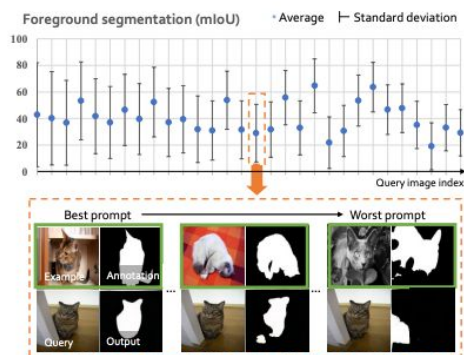 Foreground segmentation (mIoU)
Average
Standard deviation
100
80
60
40
20
0
Query image index
Best prompt
Worst prompt
Example
Annotation
...
...
Query
Output
...
...